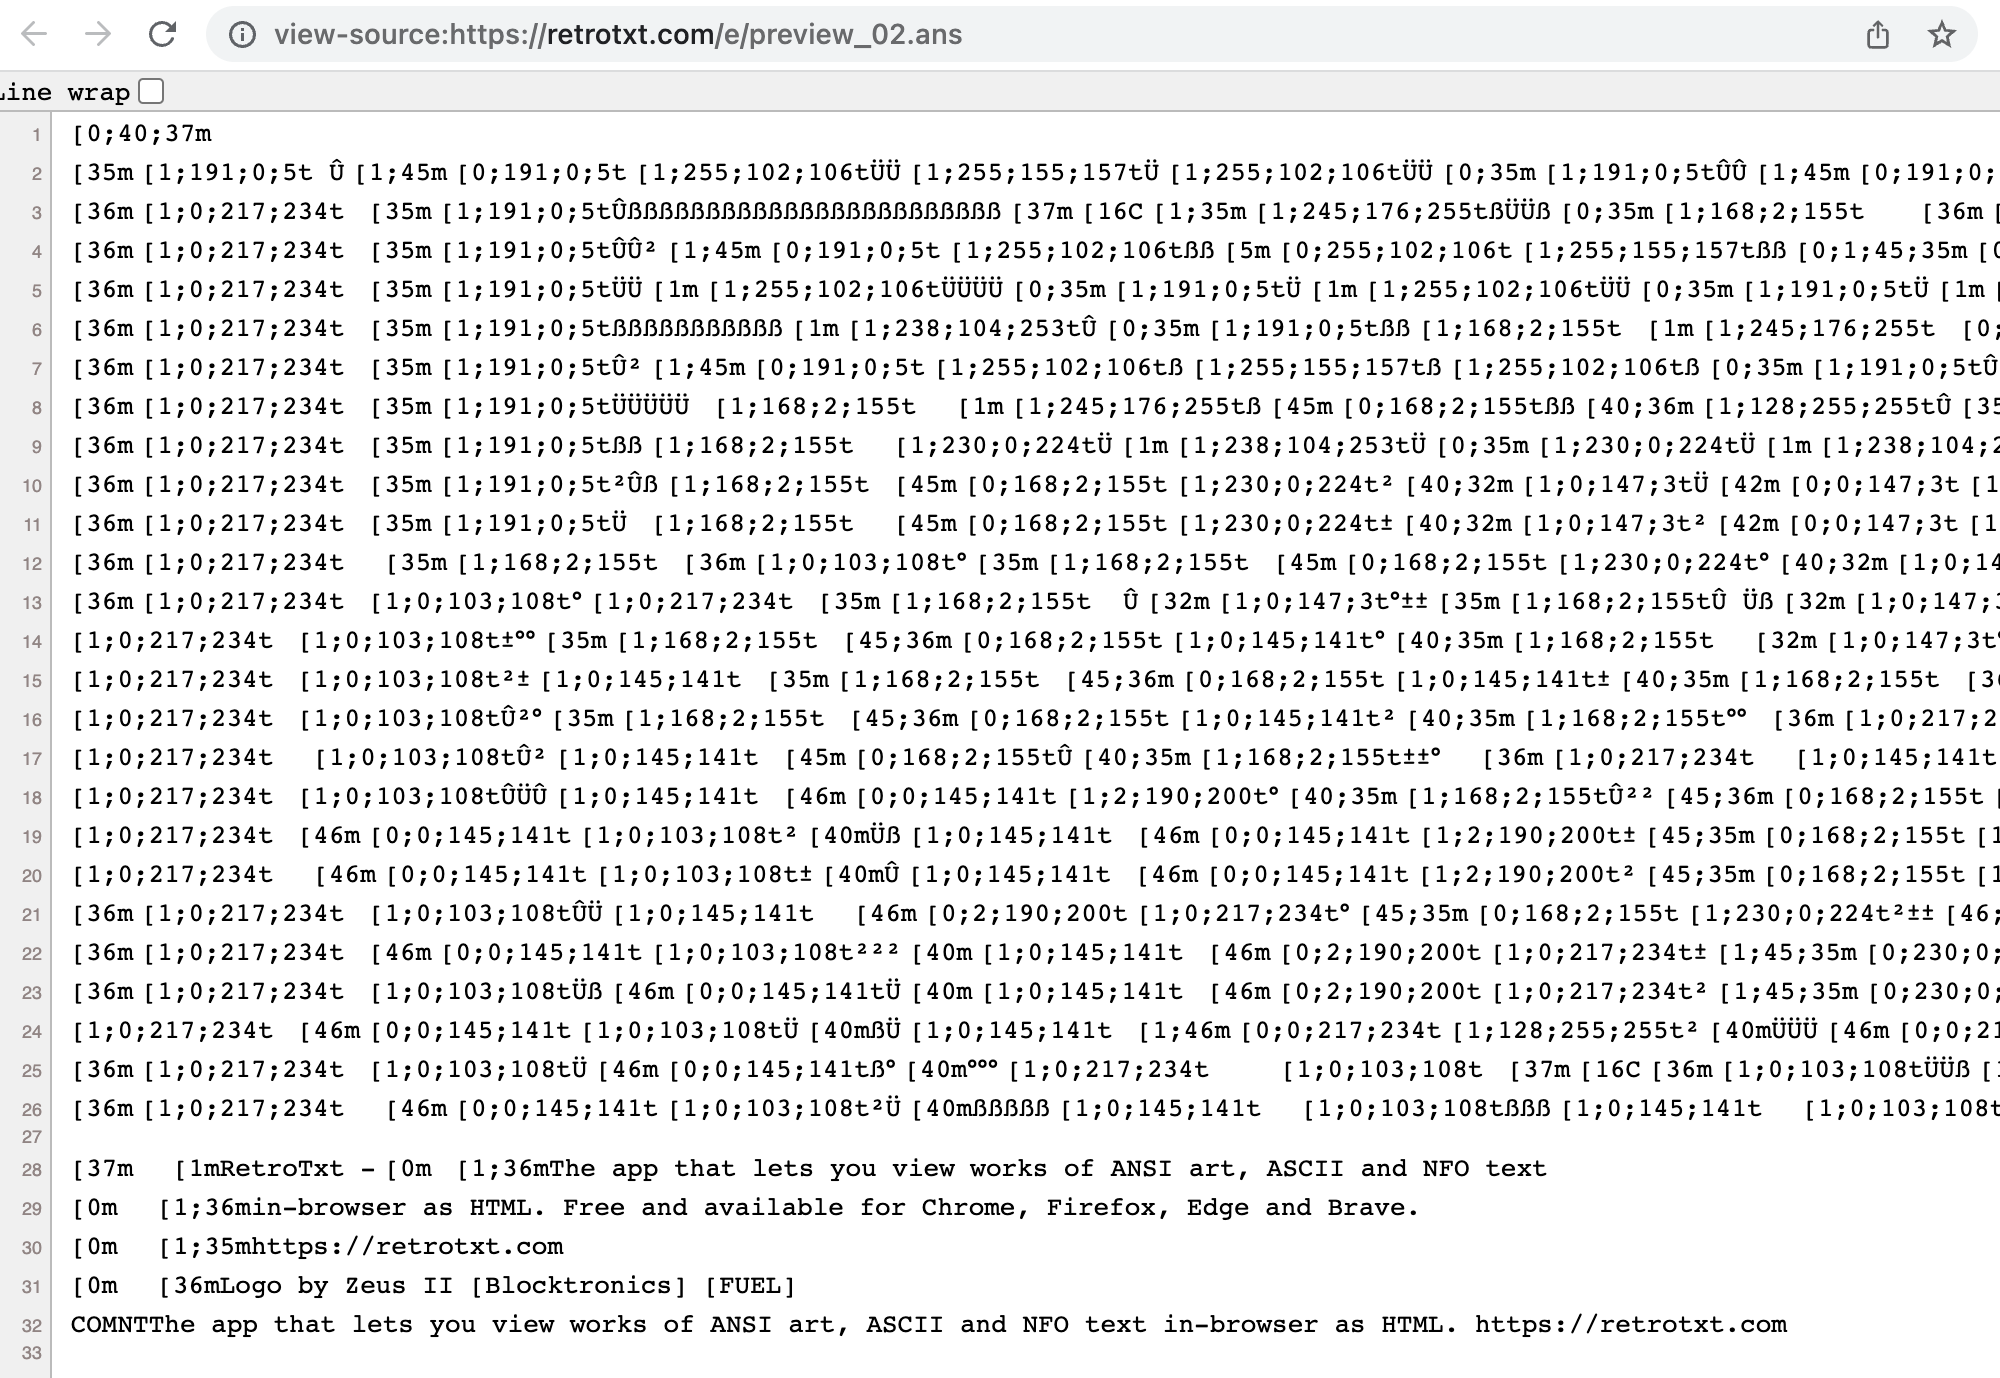 view-source:https://retrotxt.com/e/preview_02.ans
Line wrap
1 [0;40;37m
2 [35m [1;191;0;5t Û [1;45m [0;191;0;5t [1;255;102;106tÜÜ [1;255;155;157tÜ [1;255;102;106tÜÜ [0;35m [1;191;0;5tÛÛ [1;45m [0;191;0;
3 [36m [1;0;217;234t [35m [1;191;0;5tÛßßßßßßßßßßßßßßßßßßßßßßßß [37m [16C [1;35m [1;245;176;255tßÜÜß [0;35m [1;168;2;155t [36m [
4 [36m [1;0;217;234t [35m [1;191;0;5tÛÛ² [1;45m [0;191;0;5t [1;255;102;106tßß [5m [0;255;102;106t [1;255;155;157tßß [0;1;45;35m [0
5 [36m [1;0;217;234t [35m [1;191;0;5tÜÜ [1m [1;255;102;106tÜÜÜÜ [0;35m [1;191;0;5tÜ [1m [1;255;102;106tÜÜ [0;35m [1;191;0;5tÜ [1m [
6 [36m [1;0;217;234t [35m [1;191;0;5tßßßßßßßßßßß [1m [1;238;104;253tÛ [0;35m [1;191;0;5tßß [1;168;2;155t [1m [1;245;176;255t [0;
7 [36m [1;0;217;234t [35m [1;191;0;5tÛ² [1;45m [0;191;0;5t [1;255;102;106tß [1;255;155;157tß [1;255;102;106tß [0;35m [1;191;0;5tÛ
8 [36m [1;0;217;234t [35m [1;191;0;5tÜÜÜÜÜ [1;168;2;155t [1m [1;245;176;255tß [45m [0;168;2;155tßß [40;36m [1;128;255;255tÛ [35
9 [36m [1;0;217;234t [35m [1;191;0;5tßß [1;168;2;155t [1;230;0;224tÜ [1m [1;238;104;253tÜ [0;35m [1;230;0;224tÜ [1m [1;238;104;2
10 [36m [1;0;217;234t [35m [1;191;0;5t²Ûß [1;168;2;155t [45m [0;168;2;155t [1;230;0;224t² [40;32m [1;0;147;3tÜ [42m [0;0;147;3t [1
11 [36m [1;0;217;234t [35m [1;191;0;5tÜ [1;168;2;155t [45m [0;168;2;155t [1;230;0;224t± [40;32m [1;0;147;3t² [42m [0;0;147;3t [1
12 [36m [1;0;217;234t [35m [1;168;2;155t [36m [1;0;103;108t° [35m [1;168;2;155t [45m [0;168;2;155t [1;230;0;224t° [40;32m [1;0;14
13 [36m [1;0;217;234t [1;0;103;108t° [1;0;217;234t [35m [1;168;2;155t Û [32m [1;0;147;3t°±± [35m [1;168;2;155tÛ Üß [32m [1;0;147;3
14 [1;0;217;234t [1;0;103;108t±°° [35m [1;168;2;155t [45;36m [0;168;2;155t [1;0;145;141t° [40;35m [1;168;2;155t [32m [1;0;147;3t°
15 [1;0;217;234t [1;0;103;108t²± [1;0;145;141t [35m [1;168;2;155t [45;36m [0;168;2;155t [1;0;145;141t± [40;35m [1;168;2;155t [36
16 [1;0;217;234t [1;0;103;108tÛ²° [35m [1;168;2;155t [45;36m [0;168;2;155t [1;0;145;141t² [40;35m [1;168;2;155t°° [36m [1;0;217;2
17 [1;0;217;234t [1;0;103;108tÛ² [1;0;145;141t [45m [0;168;2;155tÛ [40;35m [1;168;2;155t±±° [36m [1;0;217;234t [1;0;145;141t
18 [1;0;217;234t [1;0;103;108tÛÜÛ [1;0;145;141t [46m [0;0;145;141t [1;2;190;200t° [40;35m [1;168;2;155tÛ²² [45;36m [0;168;2;155t [
19 [1;0;217;234t [46m [0;0;145;141t [1;0;103;108t² [40mÜß [1;0;145;141t [46m [0;0;145;141t [1;2;190;200t± [45;35m [0;168;2;155t [1
20 [1;0;217;234t [46m [0;0;145;141t [1;0;103;108t± [40mÛ [1;0;145;141t [46m [0;0;145;141t [1;2;190;200t² [45;35m [0;168;2;155t [1
21 [36m [1;0;217;234t [1;0;103;108tÛÜ [1;0;145;141t [46m [0;2;190;200t [1;0;217;234t° [45;35m [0;168;2;155t [1;230;0;224t²±± [46;
22 [36m [1;0;217;234t [46m [0;0;145;141t [1;0;103;108t²²² [40m [1;0;145;141t [46m [0;2;190;200t [1;0;217;234t± [1;45;35m [0;230;0;
23 [36m [1;0;217;234t [1;0;103;108tÜß [46m [0;0;145;141tÜ [40m [1;0;145;141t [46m [0;2;190;200t [1;0;217;234t² [1;45;35m [0;230;0;
24 [1;0;217;234t [46m [0;0;145;141t [1;0;103;108tÜ [40mßÜ [1;0;145;141t [1;46m [0;0;217;234t [1;128;255;255t² [40mÜÜÜ [46m [0;0;21
25 [36m [1;0;217;234t [1;0;103;108tÜ [46m [0;0;145;141tß° [40m°°° [1;0;217;234t [1;0;103;108t [37m [16C [36m [1;0;103;108tÜÜß [1
26 [36m [1;0;217;234t [46m [0;0;145;141t [1;0;103;108t²Ü [40mßßßßß [1;0;145;141t [1;0;103;108tßßß [1;0;145;141t [1;0;103;108t
27
28 [37m [1mRetroTxt - [0m [1;36mThe app that lets you view works of ANSI art, ASCII and NFO text
29 [0m [1;36min-browser as HTML. Free and available for Chrome, Firefox, Edge and Brave.
30 [0m [1;35mhttps://retrotxt.com
31 [0m [36mLogo by Zeus II [Blocktronics] [FUEL]
32 COMNTThe app that lets you view works of ANSI art, ASCII and NFO text in-browser as HTML. https://retrotxt.com
33